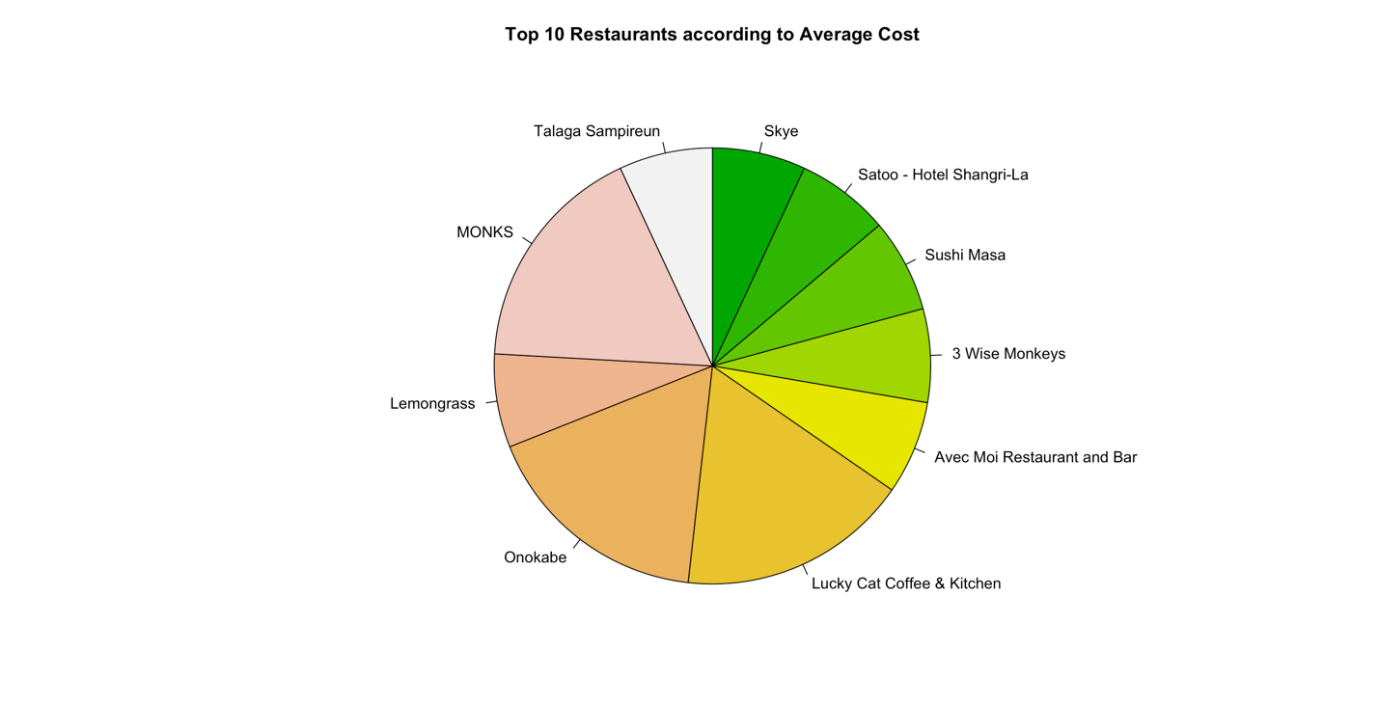 Top 10 Restaurants according to Average Cost
Talaga Sampireun
Skye
Satoo - Hotel Shangri-La
MONKS
Sushi Masa
3 Wise Monkeys
Lemongrass
Avec Moi Restaurant and Bar
Onokabe
Lucky Cat Coffee & Kitchen